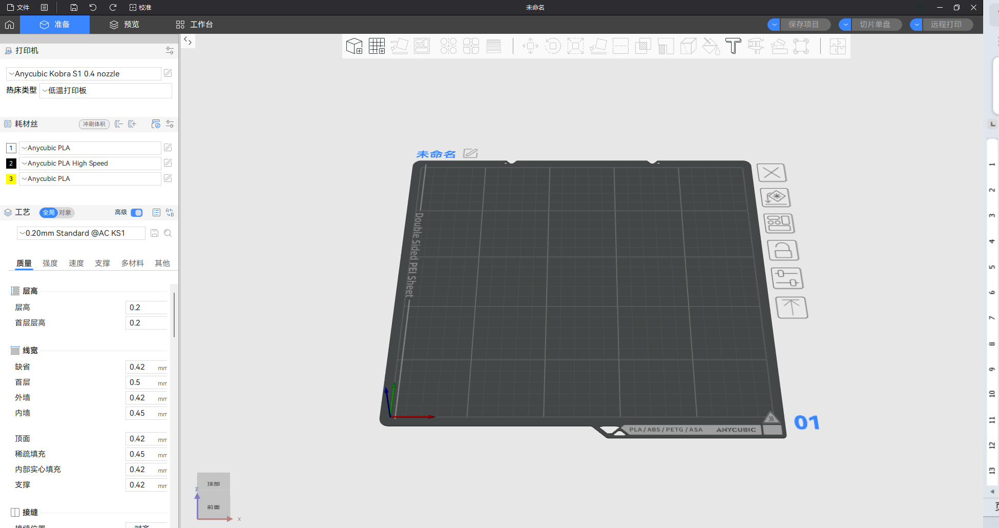 文件
校准
未命名
准备
预览
工作台
保存项目
切片单盘
远程打印
打印机
Anycubic Kobra S1 0.4 nozzle
热床类型
低温打印板
耗材丝
冲刷体积
1
Anycubic PLA
2
Anycubic PLA High Speed
3
Anycubic PLA
工艺
全局
对象
高级
0.20mm Standard @AC KS1
质量
强度
速度
支撑
多材料
其他
层高
层高
0.2
首层层高
0.2
线宽
缺省
0.42
mm
首层
0.5
mm
外墙
0.42
mm
内墙
0.45
mm
顶面
0.42
mm
稀疏填充
0.45
mm
内部实心填充
0.42
mm
支撑
0.42
mm
接缝
接缝位置
对齐
AUTO
未命名
Double Sided PEI Sheet
PLA / ABS / PETG / ASA
ANYCUBIC
01
顶部
前面
Z
X
L
1
2
3
4
5
6
7
8
9
10
11
12
13